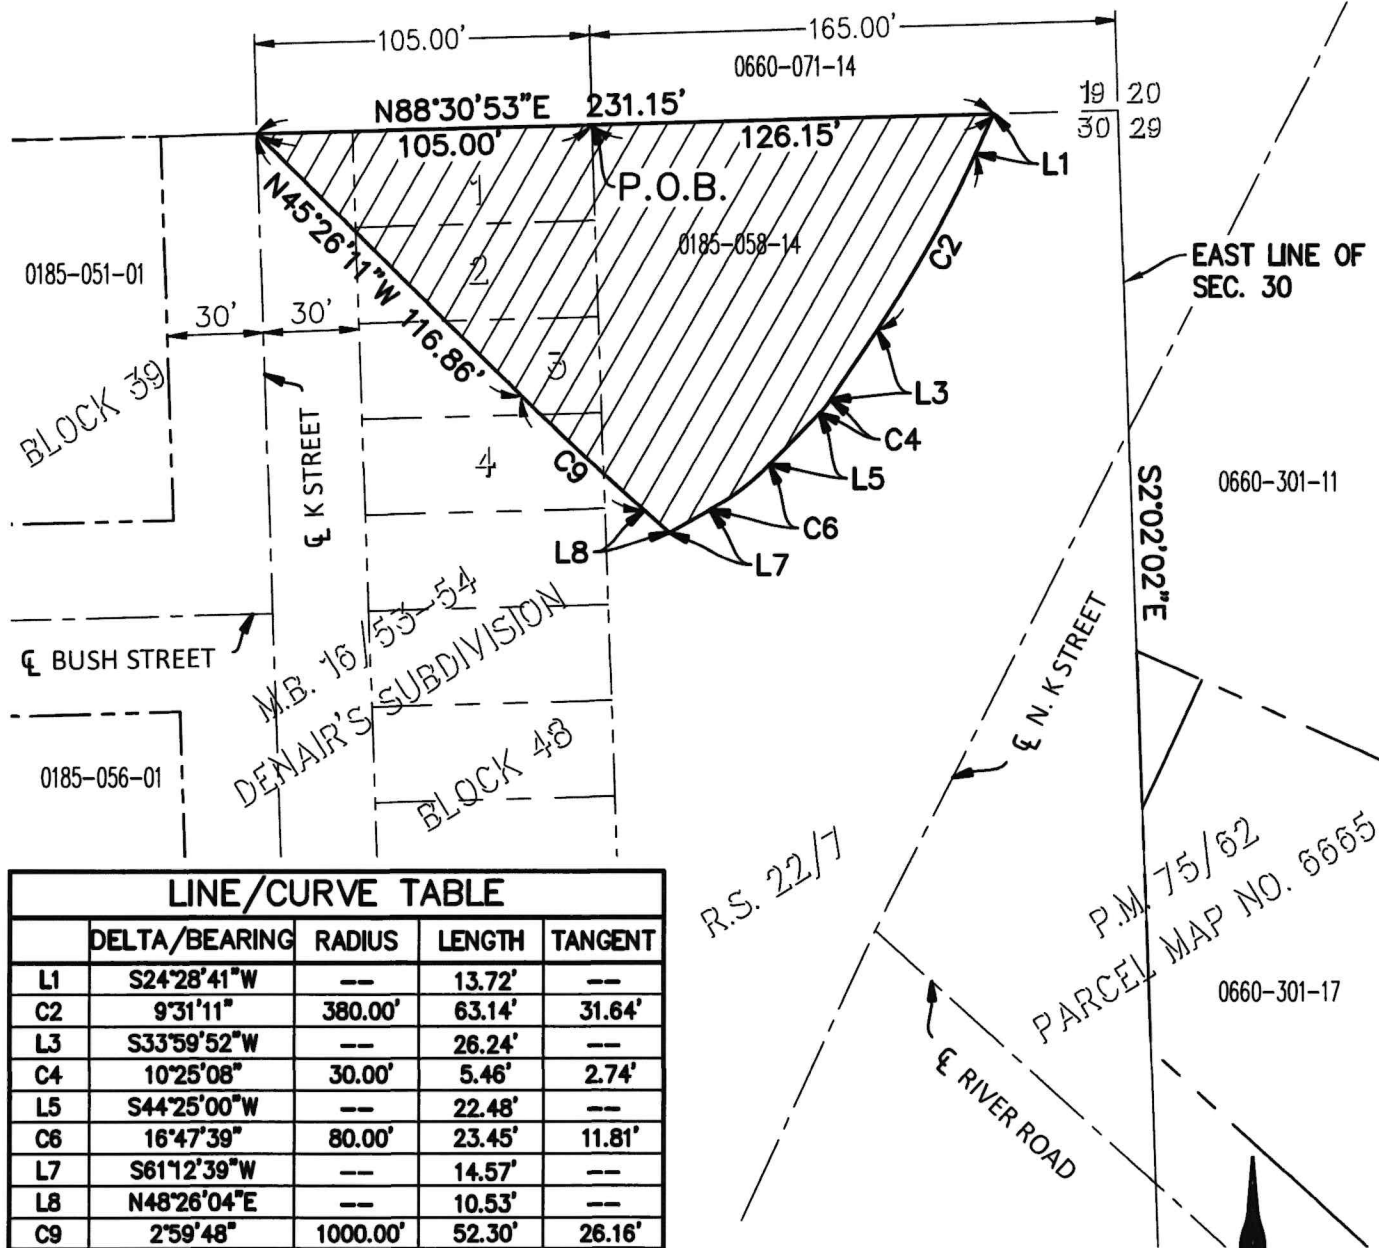 105.00'
165.00'
0660-071-14
N88°30'53"E 231.15'
105.00'
126.15'
19 20
30 29
L1
P.O.B.
1
2
3
4
0185-058-14
C2
N45°26'11"W 116.86'
0185-051-01
30'
30'
EAST LINE OF
SEC. 30
BLOCK 39
℄ K STREET
L3
C4
L5
C6
L7
L8
C9
S2°02'02"E
0660-301-11
℄ BUSH STREET
M.B. 16/53-54
DENAIR'S SUBDIVISION
BLOCK 48
0185-056-01
℄ N. K STREET
R.S. 22/7
P.M. 75/62
PARCEL MAP NO. 6665
0660-301-17
℄ RIVER ROAD
LINE/CURVE TABLE
DELTA/BEARING RADIUS LENGTH TANGENT
L1 S24°28'41"W -- 13.72' --
C2 9°31'11" 380.00' 63.14' 31.64'
L3 S33°59'52"W -- 26.24' --
C4 10°25'08" 30.00' 5.46' 2.74'
L5 S44°25'00"W -- 22.48' --
C6 16°47'39" 80.00' 23.45' 11.81'
L7 S61°12'39"W -- 14.57' --
L8 N48°26'04"E -- 10.53' --
C9 2°59'48" 1000.00' 52.30' 26.16'